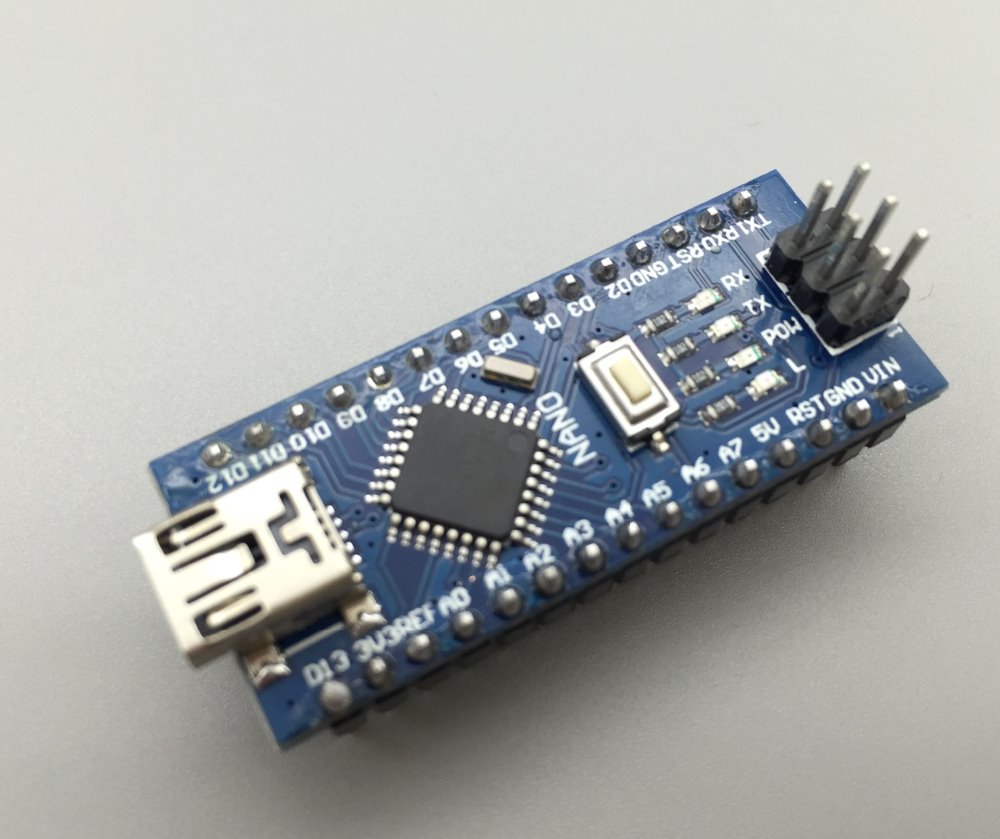 TX1 RX0 RST GND D2 D3 D4 D5 D6 D7 D8 D9 D10 D11 D12
RX
TX
POW
L
1
NANO
D13 3V3 REF A0 A1 A2 A3 A4 A5 A6 A7 5V RST GND VIN